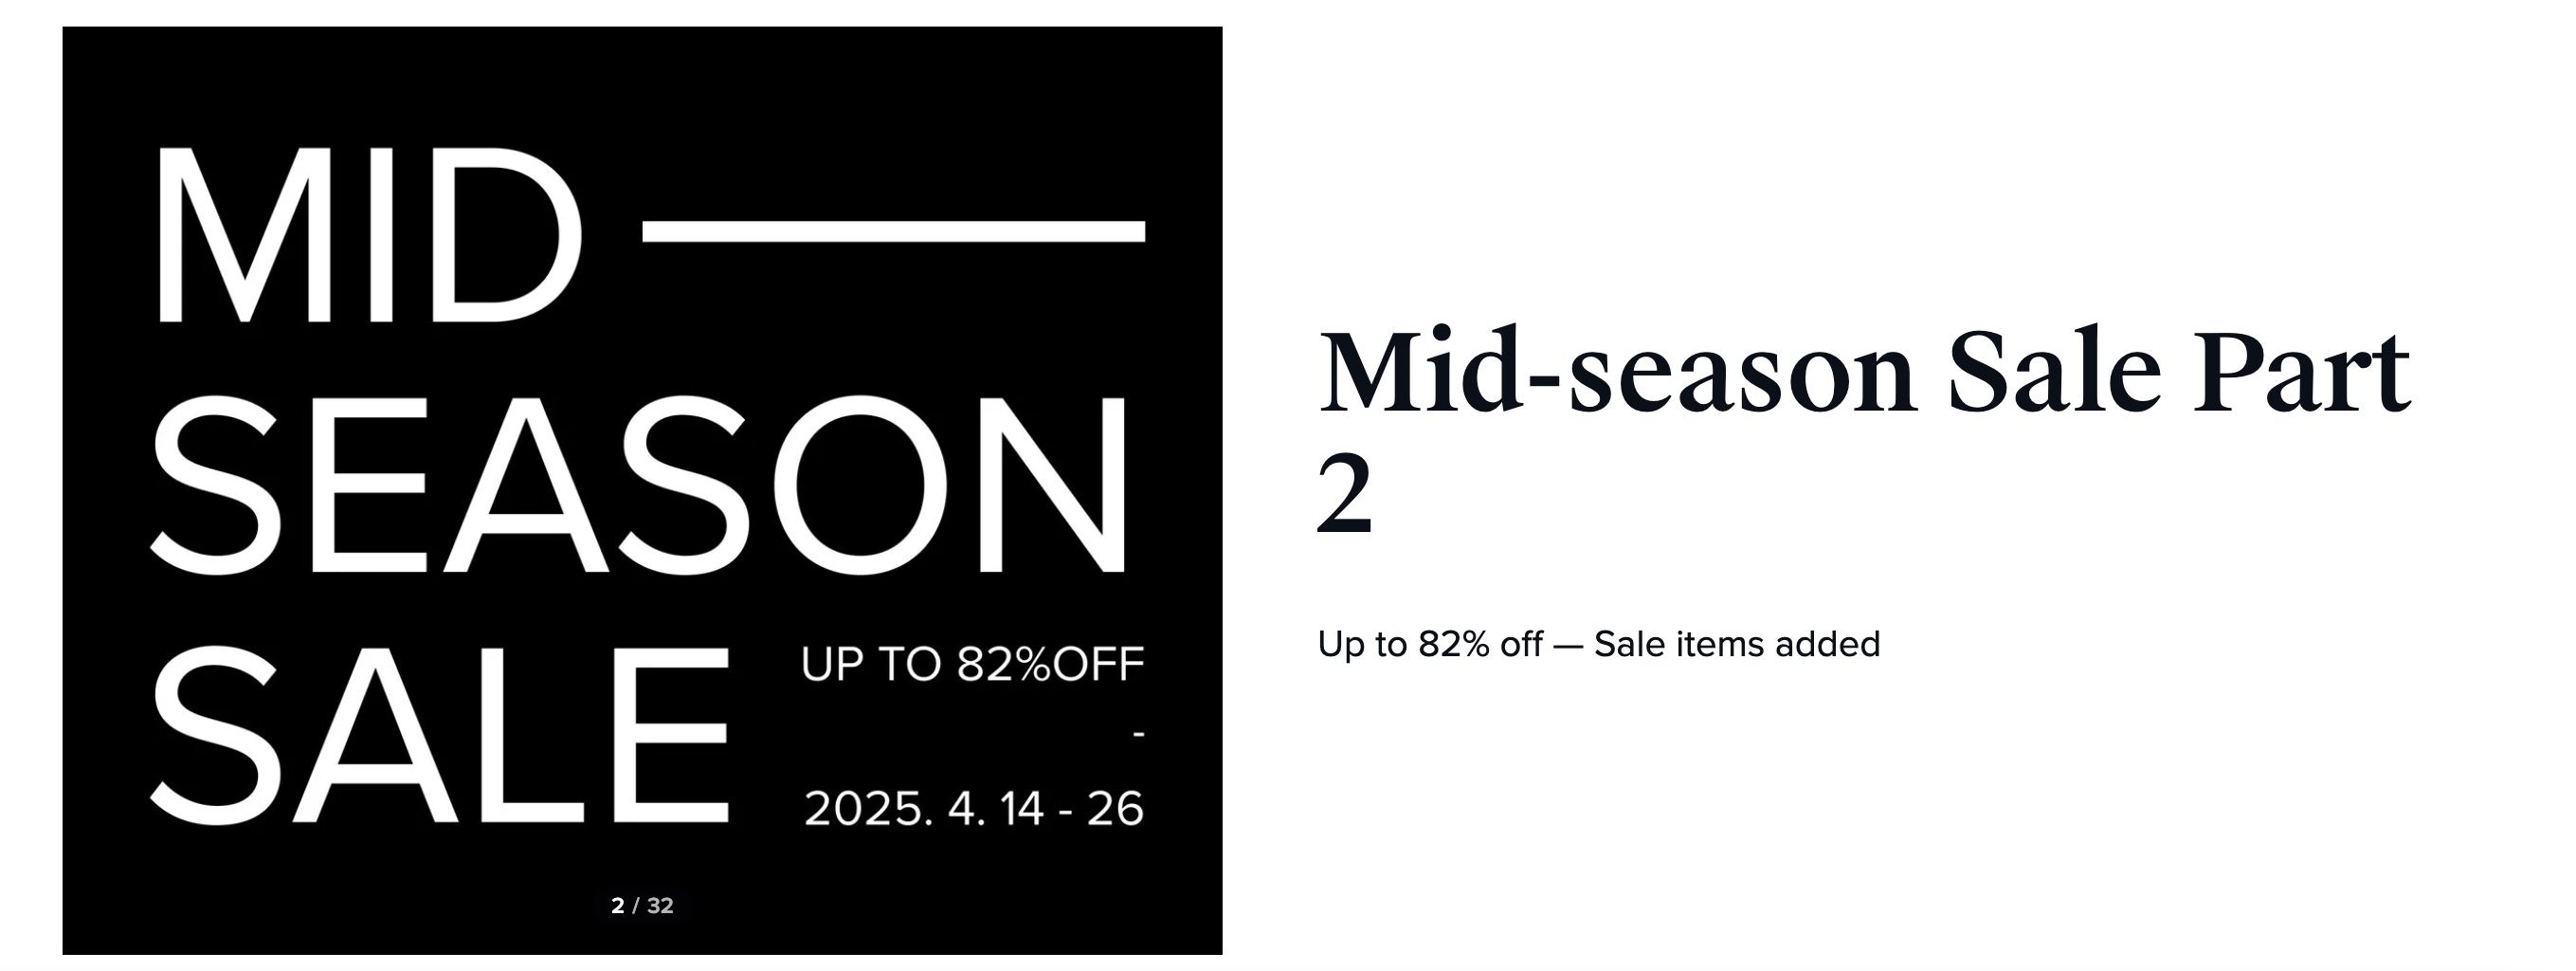 MID —
SEASON
SALE
UP TO 82%OFF
-
2025. 4. 14 - 26
2 / 32
Mid-season Sale Part
2
Up to 82% off — Sale items added